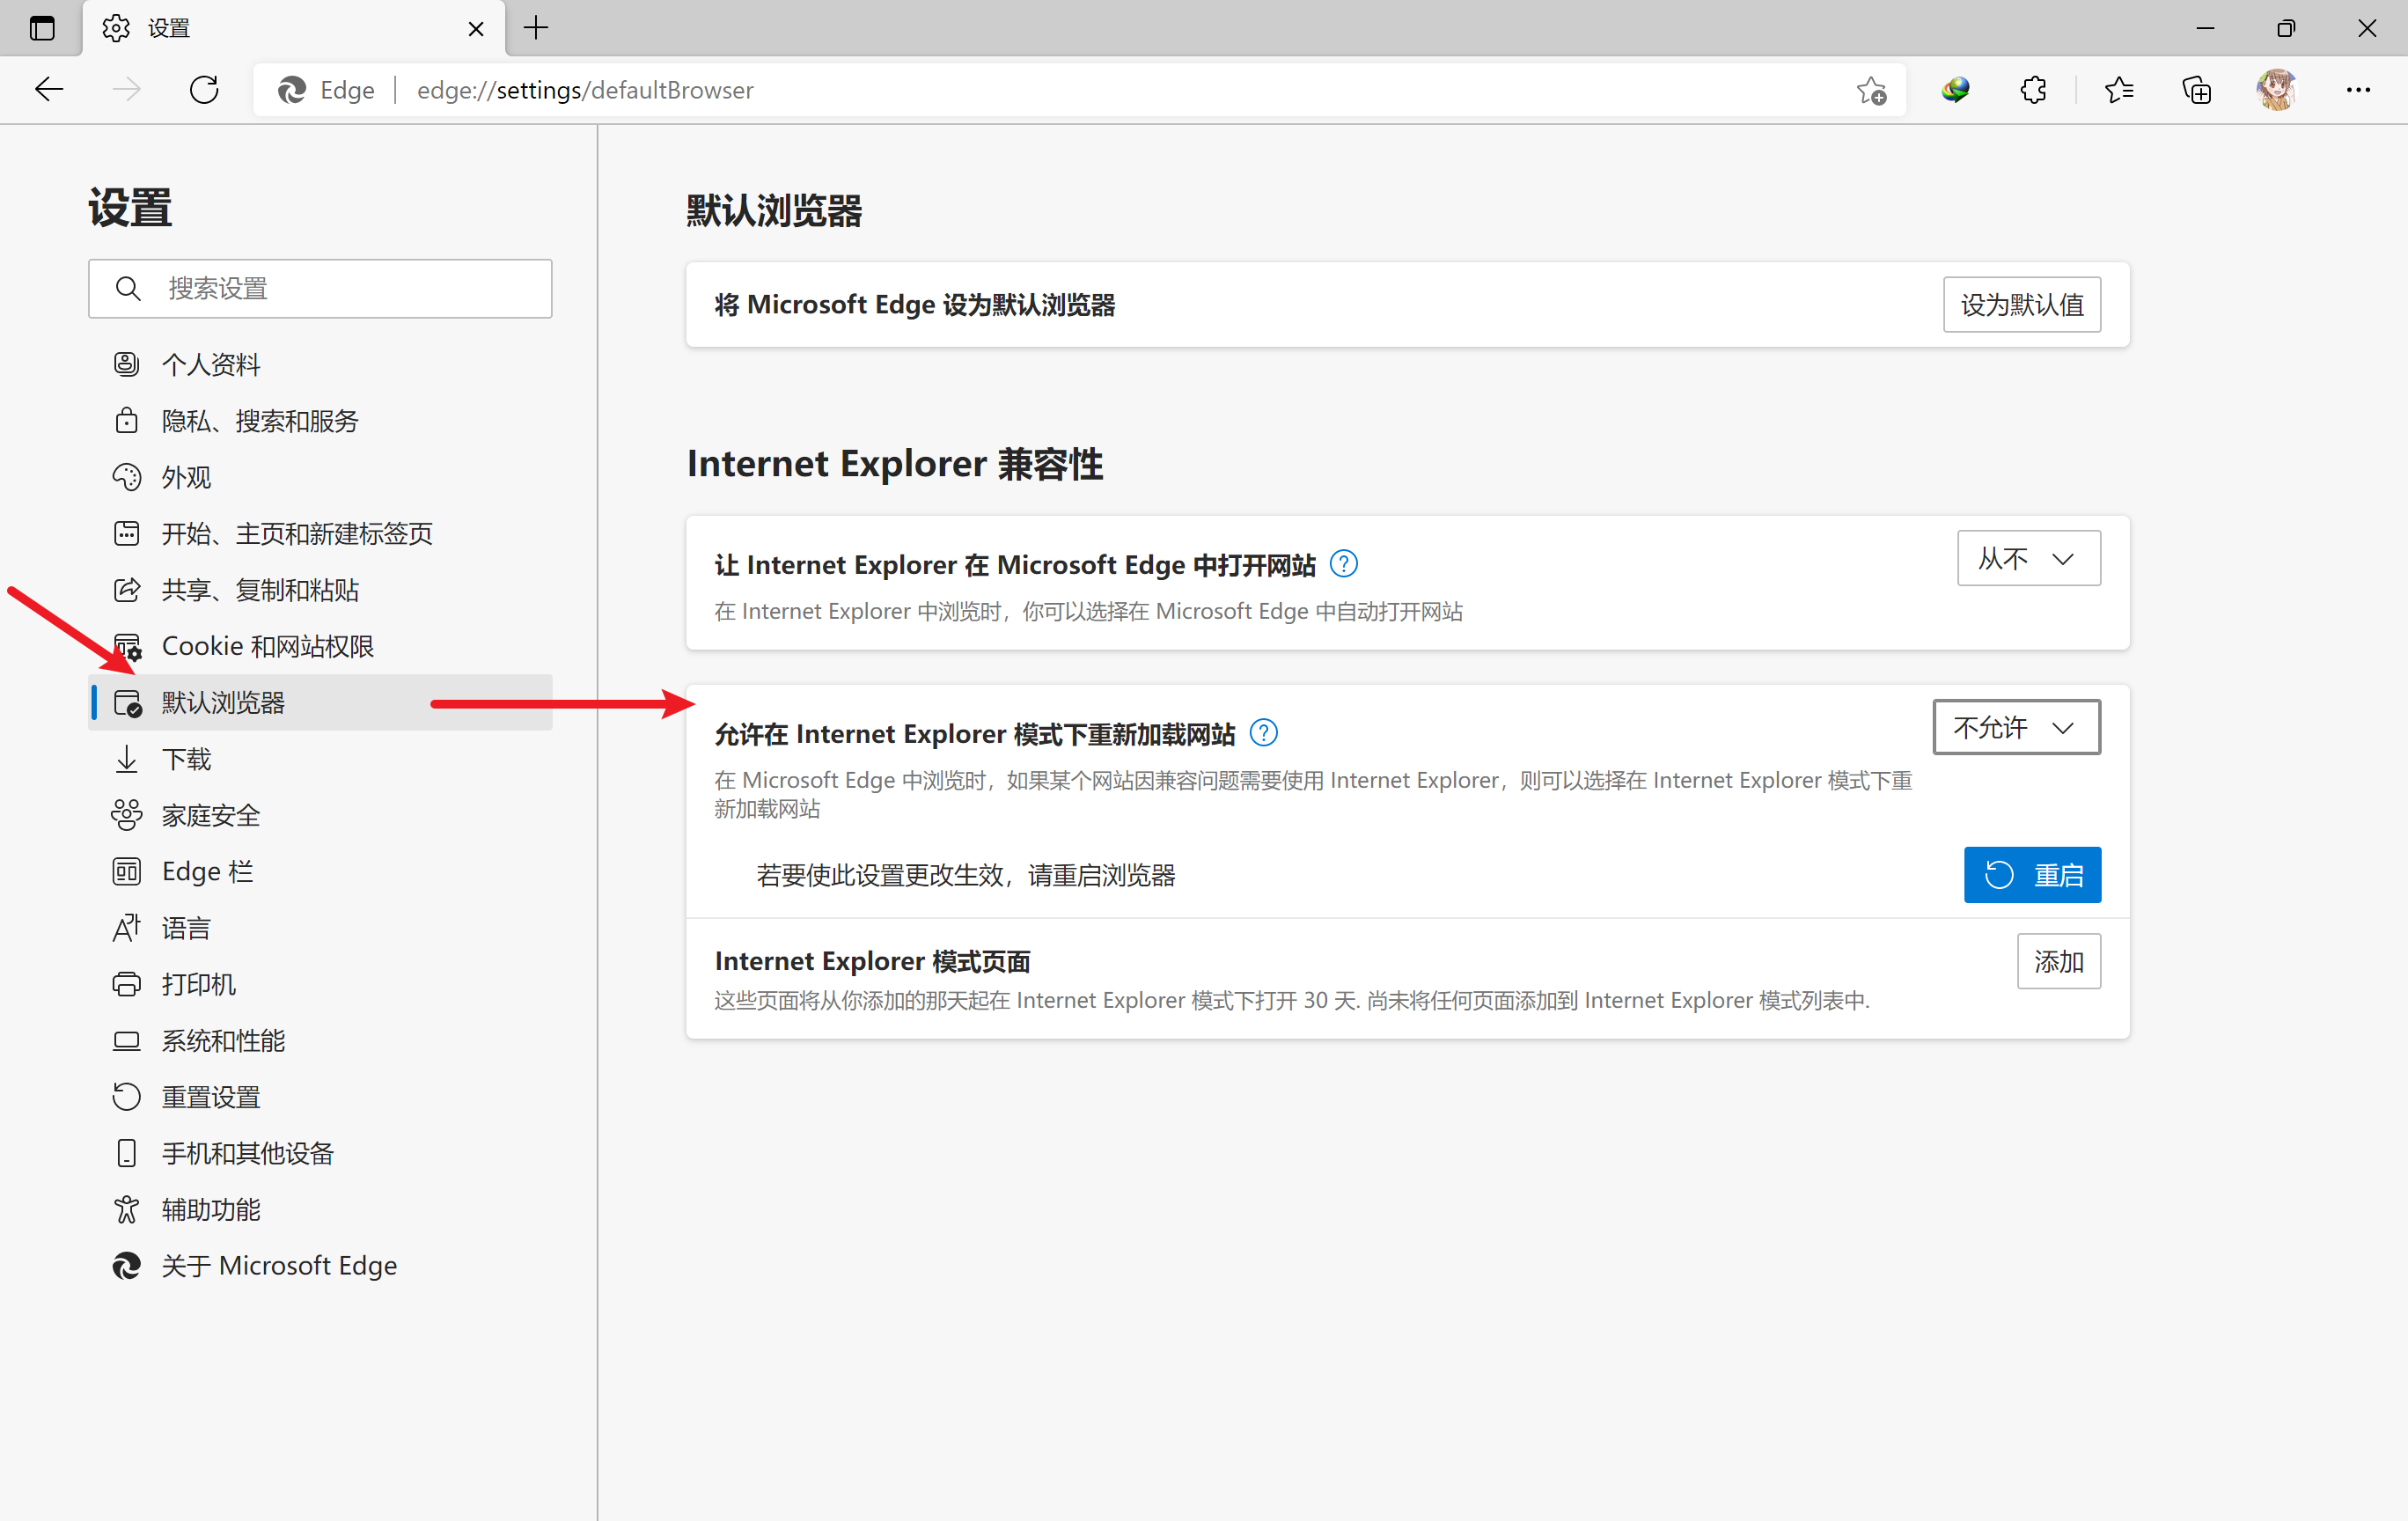 设置
Edge
edge://settings/defaultBrowser
设置
搜索设置
个人资料
隐私、搜索和服务
外观
开始、主页和新建标签页
共享、复制和粘贴
Cookie 和网站权限
默认浏览器
下载
家庭安全
Edge 栏
语言
打印机
系统和性能
重置设置
手机和其他设备
辅助功能
关于 Microsoft Edge
默认浏览器
将 Microsoft Edge 设为默认浏览器
设为默认值
Internet Explorer 兼容性
让 Internet Explorer 在 Microsoft Edge 中打开网站
从不
在 Internet Explorer 中浏览时，你可以选择在 Microsoft Edge 中自动打开网站
允许在 Internet Explorer 模式下重新加载网站
不允许
在 Microsoft Edge 中浏览时，如果某个网站因兼容问题需要使用 Internet Explorer，则可以选择在 Internet Explorer 模式下重
新加载网站
若要使此设置更改生效，请重启浏览器
重启
Internet Explorer 模式页面
添加
这些页面将从你添加的那天起在 Internet Explorer 模式下打开 30 天. 尚未将任何页面添加到 Internet Explorer 模式列表中.